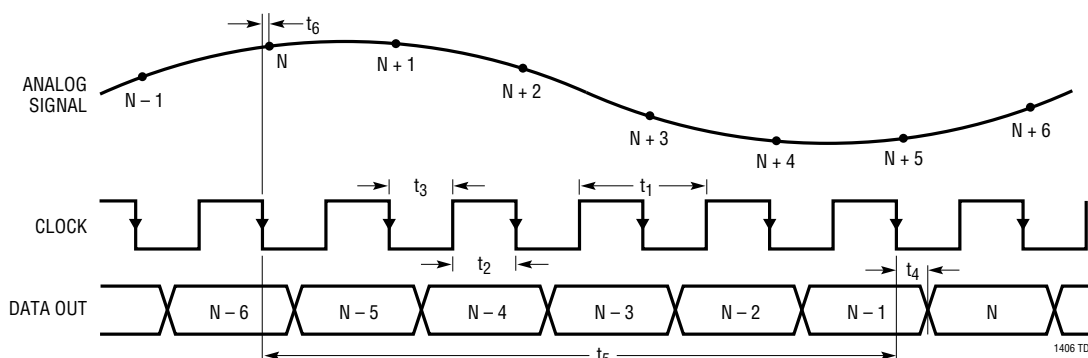 t6
N
N + 1
N – 1
N + 2
N + 3
N + 4
N + 5
N + 6
ANALOG
SIGNAL
t3
t1
CLOCK
t2
t4
DATA OUT
N – 6
N – 5
N – 4
N – 3
N – 2
N – 1
N
t5
1406 TD